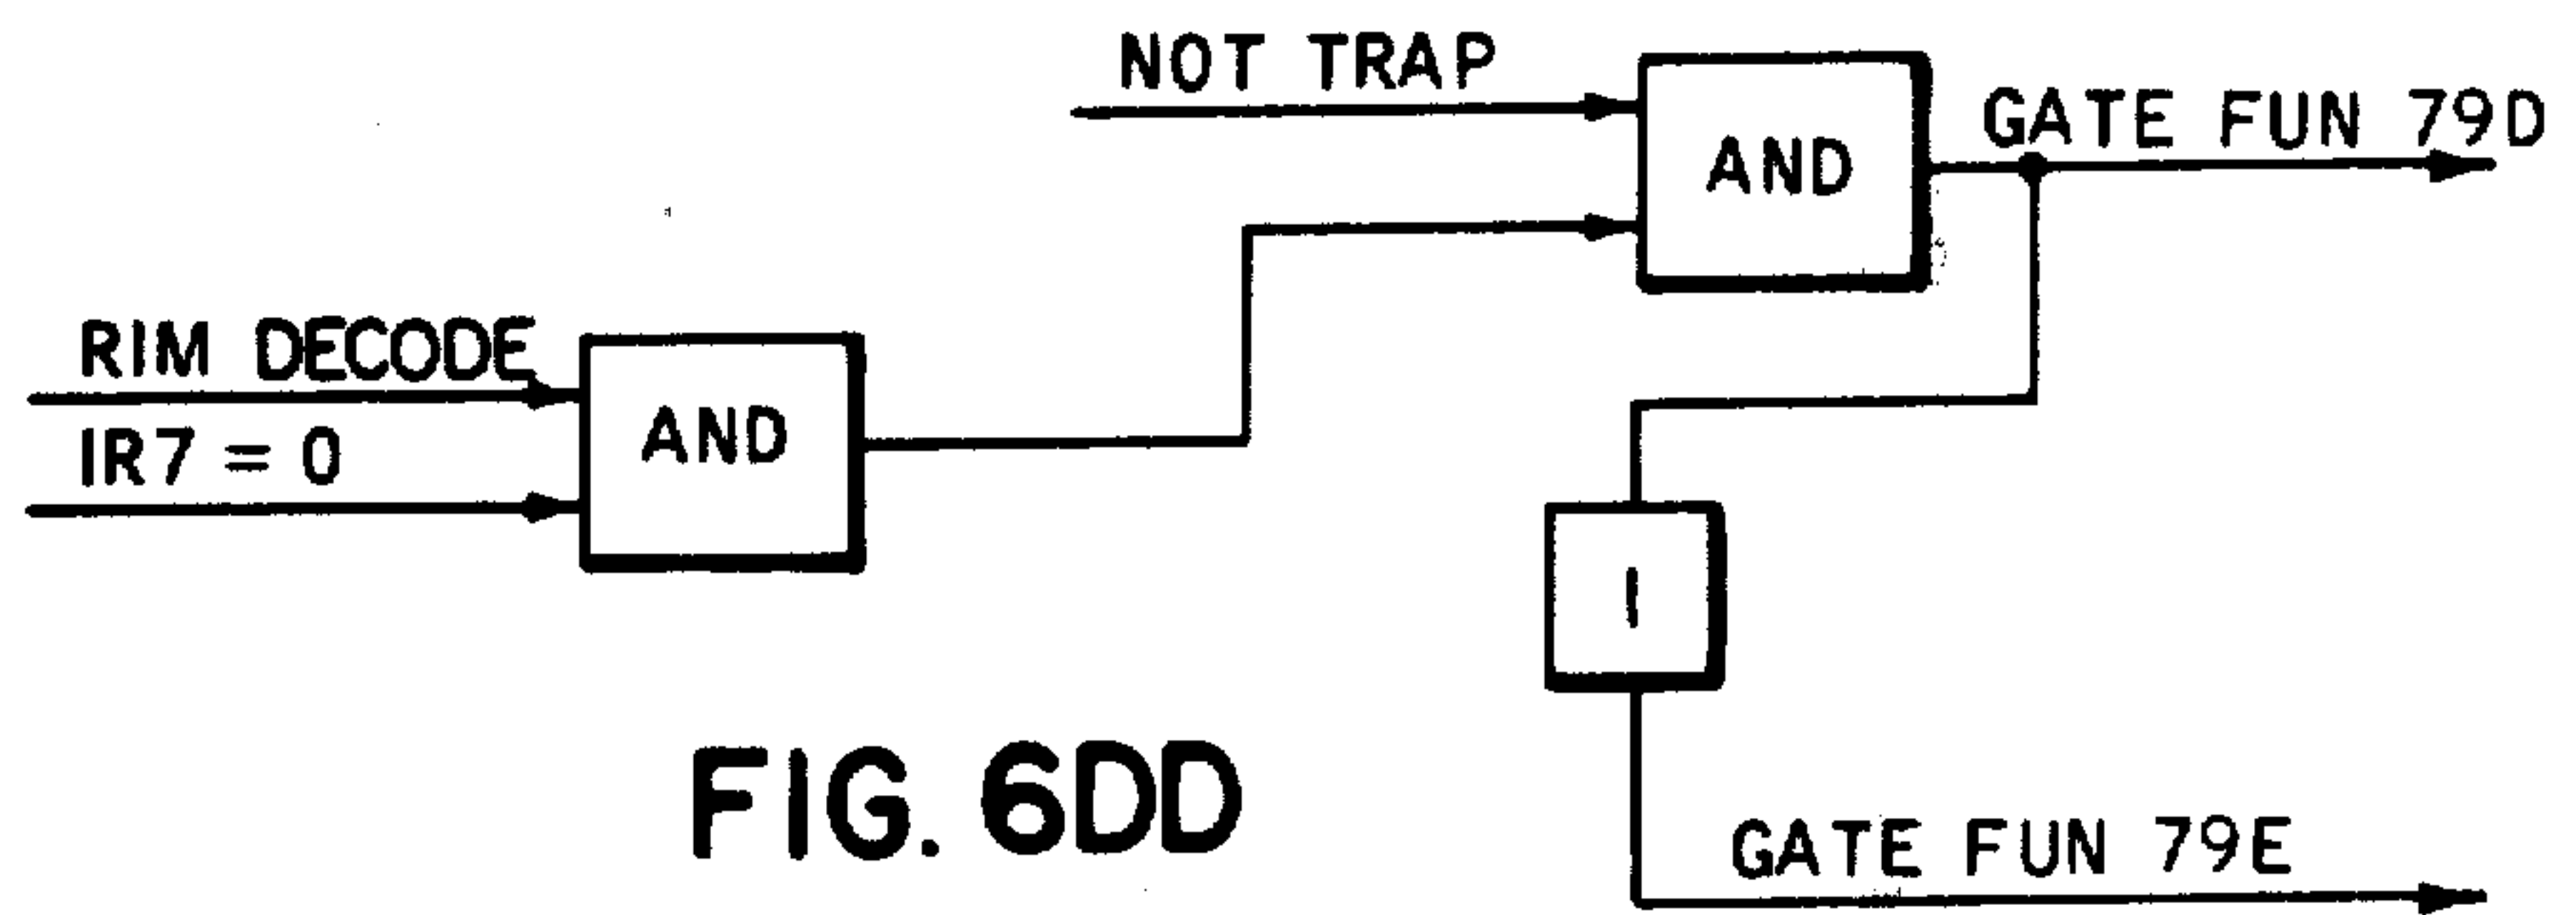 NOT TRAP
AND
GATE FUN 79D
RIM DECODE
IR7 = 0
AND
I
FIG. 6DD
GATE FUN 79E